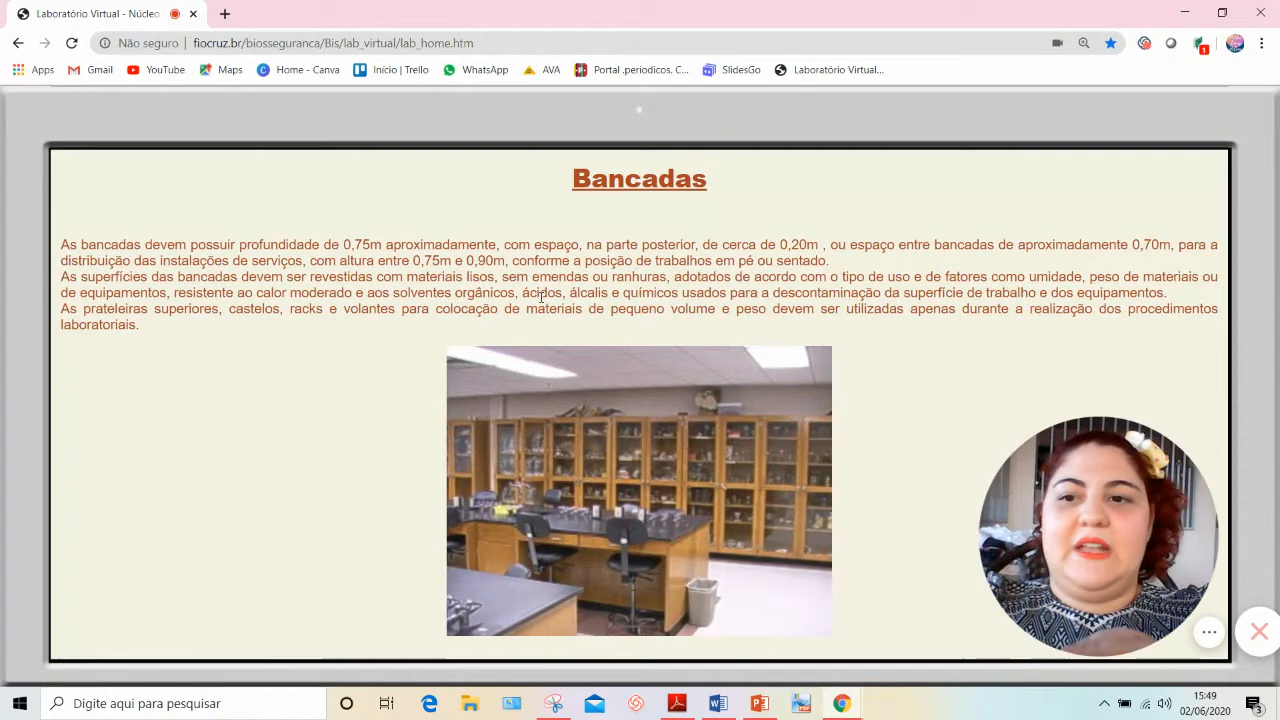 Laboratório Virtual - Núcleo
Não seguro | fiocruz.br/biosseguranca/Bis/lab_virtual/lab_home.htm
1
Apps Gmail YouTube Maps Home - Canva Início | Trello WhatsApp AVA Portal .periodicos. C... SlidesGo Laboratório Virtual...
Bancadas
As bancadas devem possuir profundidade de 0,75m aproximadamente, com espaço, na parte posterior, de cerca de 0,20m , ou espaço entre bancadas de aproximadamente 0,70m, para a
distribuição das instalações de serviços, com altura entre 0,75m e 0,90m, conforme a posição de trabalhos em pé ou sentado.
As superfícies das bancadas devem ser revestidas com materiais lisos, sem emendas ou ranhuras, adotados de acordo com o tipo de uso e de fatores como umidade, peso de materiais ou
de equipamentos, resistente ao calor moderado e aos solventes orgânicos, ácidos, álcalis e químicos usados para a descontaminação da superfície de trabalho e dos equipamentos.
As prateleiras superiores, castelos, racks e volantes para colocação de materiais de pequeno volume e peso devem ser utilizadas apenas durante a realização dos procedimentos
laboratoriais.
Digite aqui para pesquisar
15:49
02/06/2020
3